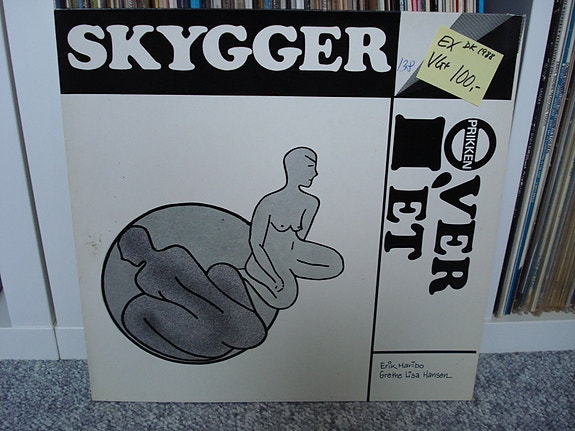 SKYGGER
138
EX DK 1988
VG+ 100,-
PRIKKEN
OVER
I'ET
Erik Haribo
Grethe Lisa Hansen